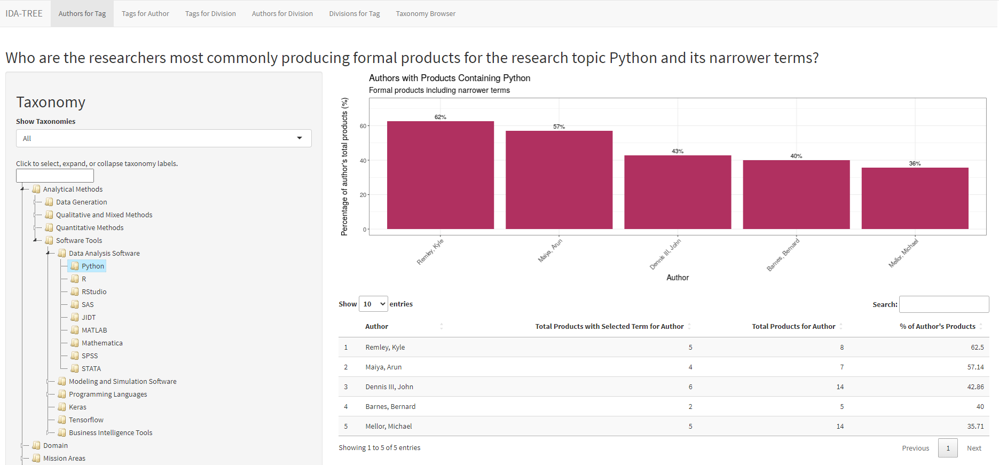 IDA-TREE Authors for Tag Tags for Author Tags for Division Authors for Division Divisions for Tag Taxonomy Browser
Who are the researchers most commonly producing formal products for the research topic Python and its narrower terms?
Taxonomy
Show Taxonomies
All
Click to select, expand, or collapse taxonomy labels.
Analytical Methods
Data Generation
Qualitative and Mixed Methods
Quantitative Methods
Software Tools
Data Analysis Software
Python
R
RStudio
SAS
JIDT
MATLAB
Mathematica
SPSS
STATA
Modeling and Simulation Software
Programming Languages
Keras
Tensorflow
Business Intelligence Tools
Domain
Mission Areas
Authors with Products Containing Python
Formal products including narrower terms
Percentage of author's total products (%)
60
40
20
0
62%
57%
43%
40%
36%
Remley, Kyle
Maiya, Arun
Dennis III, John
Barnes, Bernard
Mellor, Michael
Author
Show 10 entries
Search:
Author Total Products with Selected Term for Author Total Products for Author % of Author's Products
1 Remley, Kyle 5 8 62.5
2 Maiya, Arun 4 7 57.14
3 Dennis III, John 6 14 42.86
4 Barnes, Bernard 2 5 40
5 Mellor, Michael 5 14 35.71
Showing 1 to 5 of 5 entries
Previous 1 Next